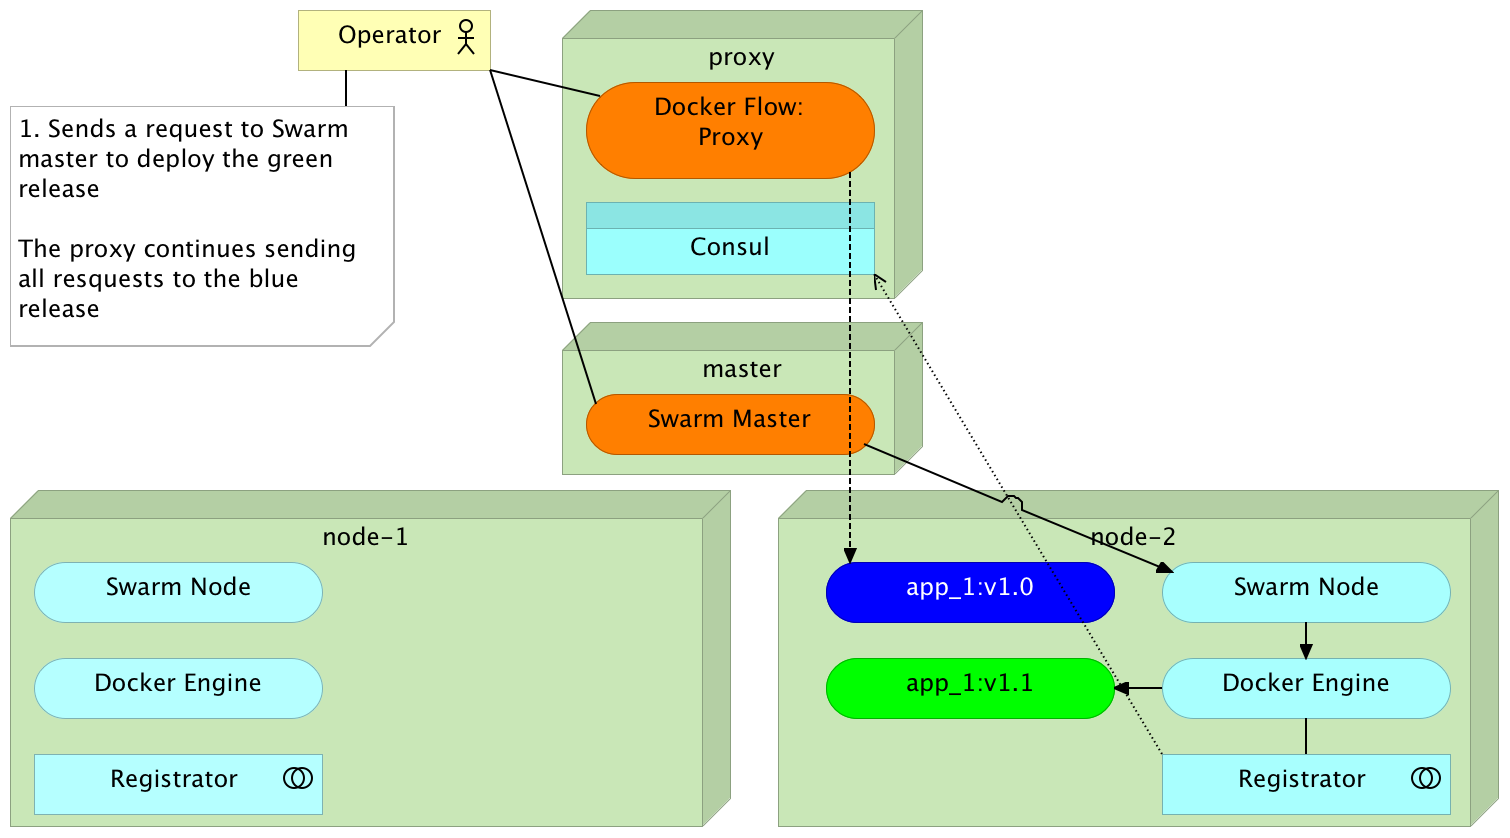 Operator
1. Sends a request to Swarm
master to deploy the green
release
The proxy continues sending
all resquests to the blue
release
proxy
Docker Flow:
Proxy
Consul
master
Swarm Master
node-1
Swarm Node
Docker Engine
Registrator
node-2
app_1:v1.0
Swarm Node
app_1:v1.1
Docker Engine
Registrator